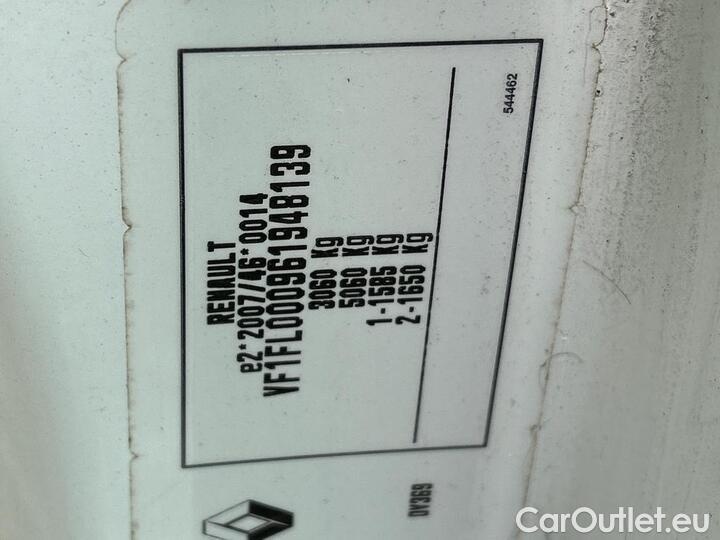 RENAULT
e2*2007/46*0014
VF1FL000961948139
3060 Kg
5060 Kg
1-1585 Kg
2-1650 Kg
544462
DV369
CarOutlet.eu